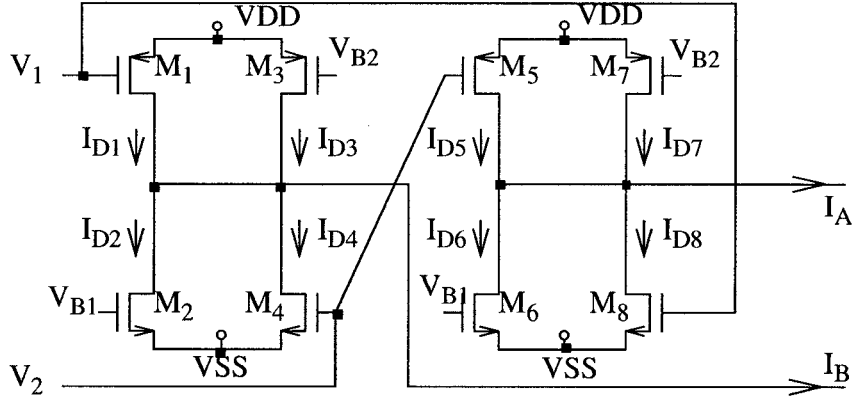 VDD VDD
V1 M1 M3 VB2 M5 M7 VB2
ID1 ID3 ID5 ID7
IA
ID2 ID4 ID6 ID8
VB1 M2 M4 VB1 M6 M8
VSS VSS
V2 IB